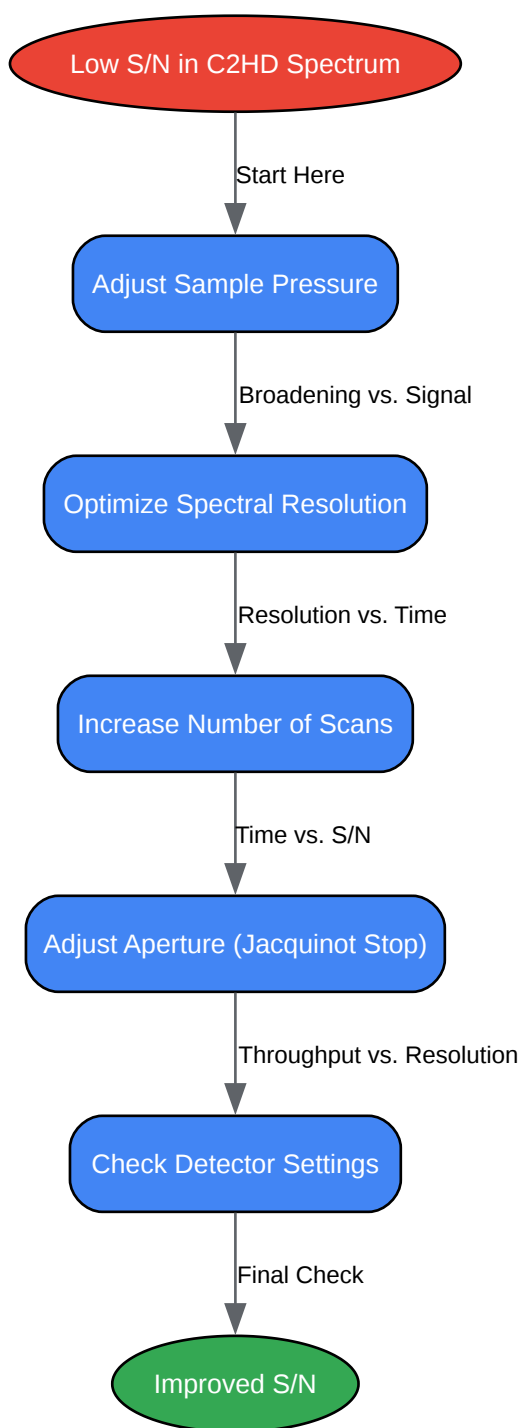 Low S/N in C2HD Spectrum
Start Here
Adjust Sample Pressure
Broadening vs. Signal
Optimize Spectral Resolution
Resolution vs. Time
Increase Number of Scans
Time vs. S/N
Adjust Aperture (Jacquinot Stop)
Throughput vs. Resolution
Check Detector Settings
Final Check
Improved S/N